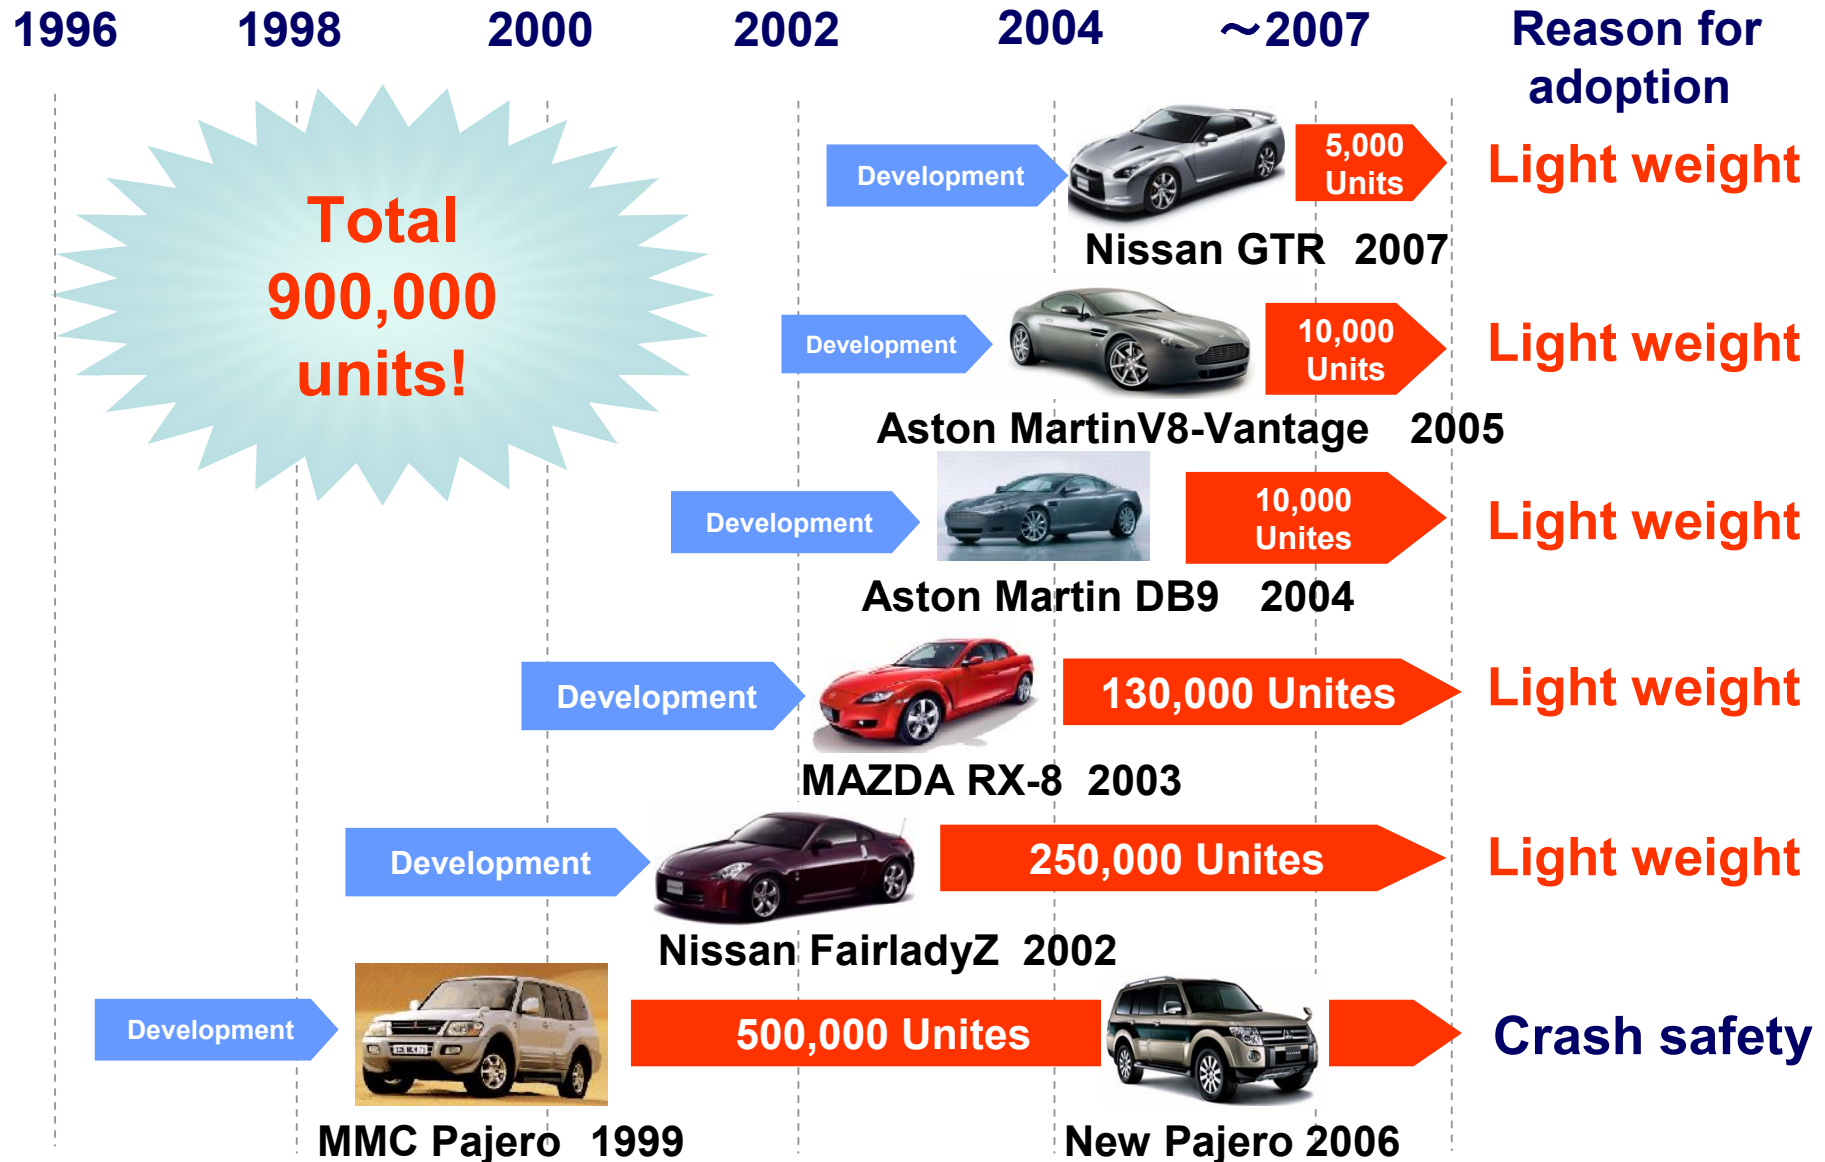 1996 1998 2000 2002 2004 ～2007 Reason for
adoption
Total
900,000
units!
Development
5,000
Units
Light weight
Nissan GTR 2007
Development
10,000
Units
Light weight
Aston MartinV8-Vantage 2005
Development
10,000
Unites
Light weight
Aston Martin DB9 2004
Development
130,000 Unites
Light weight
MAZDA RX-8 2003
Development
250,000 Unites
Light weight
Nissan FairladyZ 2002
Development
500,000 Unites
Crash safety
MMC Pajero 1999
New Pajero 2006